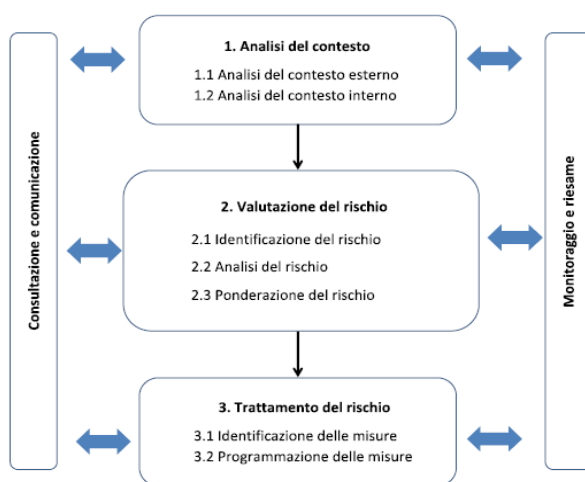 Consultazione e comunicazione
1. Analisi del contesto
1.1 Analisi del contesto esterno
1.2 Analisi del contesto interno
2. Valutazione del rischio
2.1 Identificazione del rischio
2.2 Analisi del rischio
2.3 Ponderazione del rischio
3. Trattamento del rischio
3.1 Identificazione delle misure
3.2 Programmazione delle misure
Monitoraggio e riesame